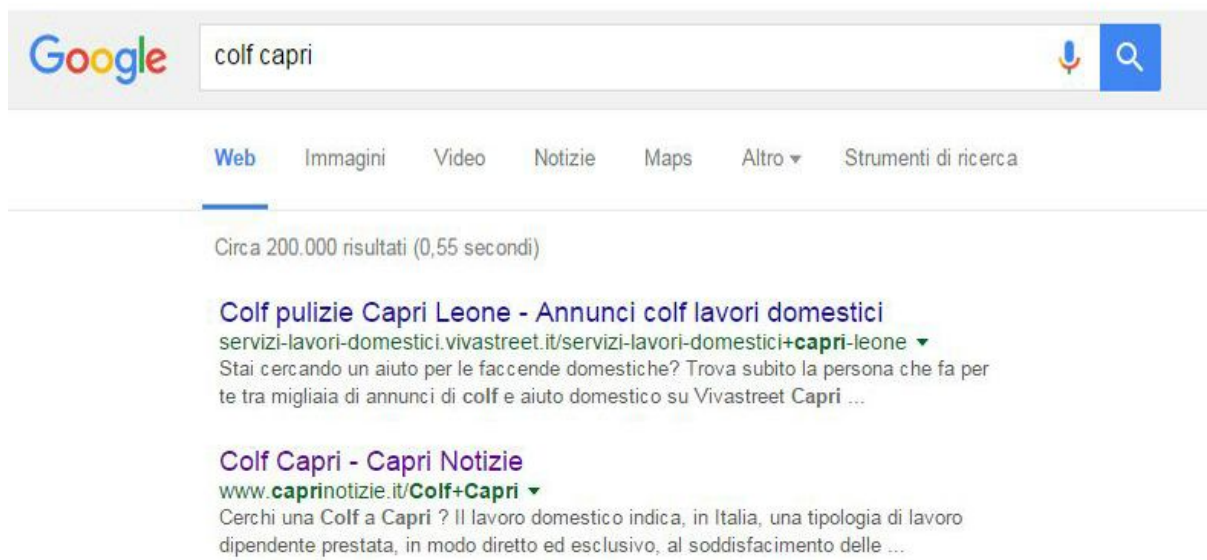 Google colf capri
Web Immagini Video Notizie Maps Altro Strumenti di ricerca
Circa 200.000 risultati (0,55 secondi)
Colf pulizie Capri Leone - Annunci colf lavori domestici
servizi-lavori-domestici.vivastreet.it/servizi-lavori-domestici+capri-leone
Stai cercando un aiuto per le faccende domestiche? Trova subito la persona che fa per
te tra migliaia di annunci di colf e aiuto domestico su Vivastreet Capri ...
Colf Capri - Capri Notizie
www.caprinotizie.it/Colf+Capri
Cerchi una Colf a Capri ? Il lavoro domestico indica, in Italia, una tipologia di lavoro
dipendente prestata, in modo diretto ed esclusivo, al soddisfacimento delle ...